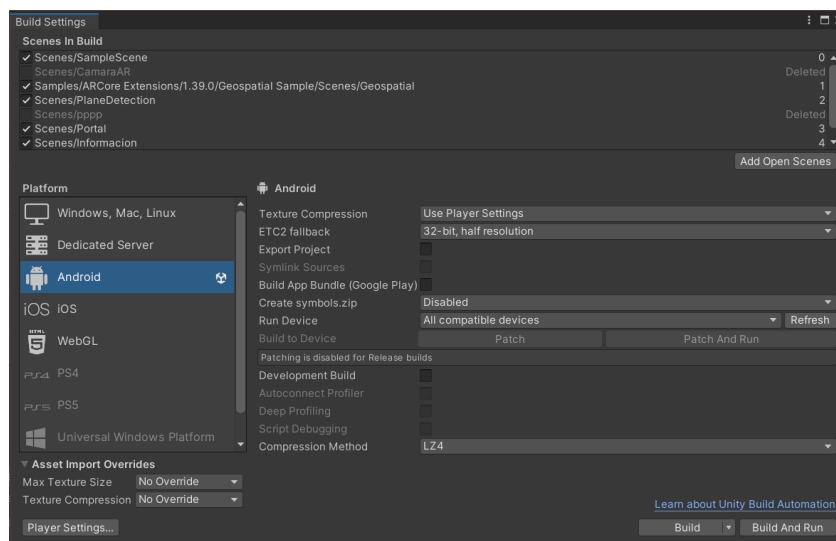 Build Settings
Scenes In Build
Scenes/SampleScene 0
Scenes/CamaraAR Deleted
Samples/ARCore Extensions/1.39.0/Geospatial Sample/Scenes/Geospatial 1
Scenes/PlaneDetection 2
Scenes/pppp Deleted
Scenes/Portal 3
Scenes/Informacion 4
Add Open Scenes
Platform
Windows, Mac, Linux
Dedicated Server
Android
iOS iOS
HTML 5 WebGL
PS4 PS4
PS5 PS5
Universal Windows Platform
Android
Texture Compression Use Player Settings
ETC2 fallback 32-bit, half resolution
Export Project
Symlink Sources
Build App Bundle (Google Play)
Create symbols.zip Disabled
Run Device All compatible devices Refresh
Build to Device Patch Patch And Run
Patching is disabled for Release builds
Development Build
Autoconnect Profiler
Deep Profiling
Script Debugging
Compression Method LZ4
Asset Import Overrides
Max Texture Size No Override
Texture Compression No Override
Learn about Unity Build Automation
Player Settings... Build Build And Run